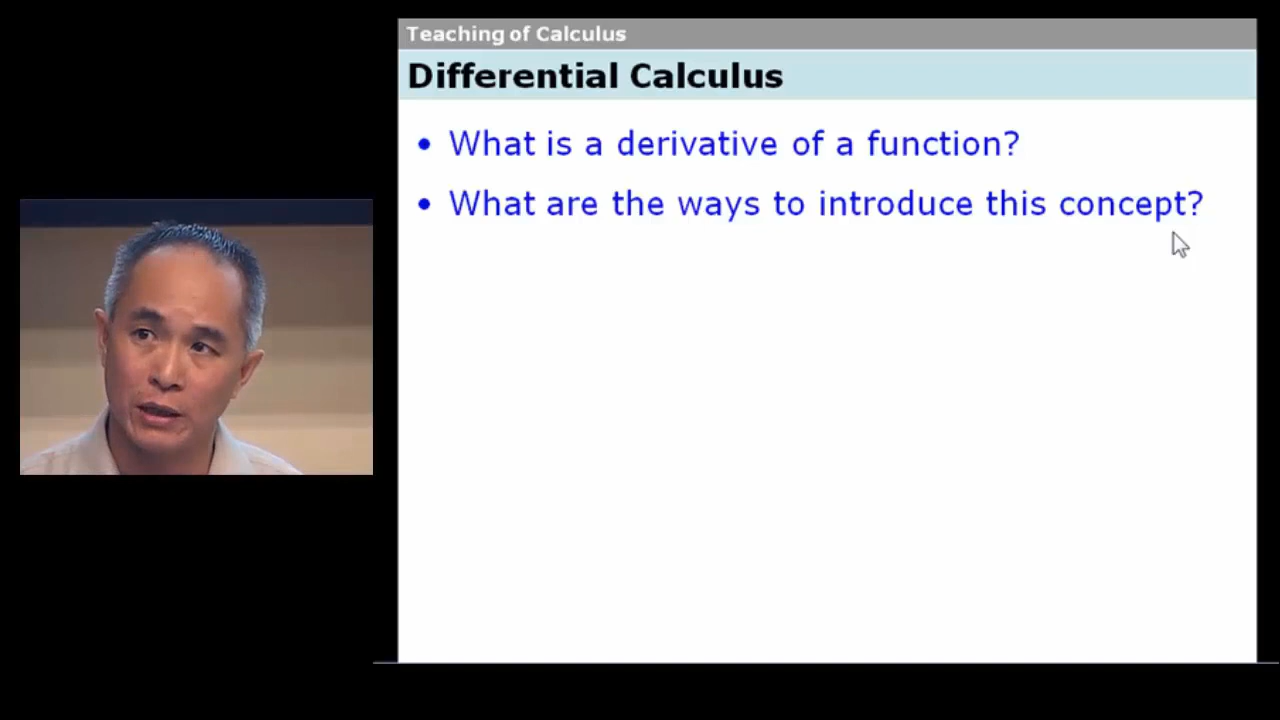 Teaching of Calculus
Differential Calculus
• What is a derivative of a function?
• What are the ways to introduce this concept?